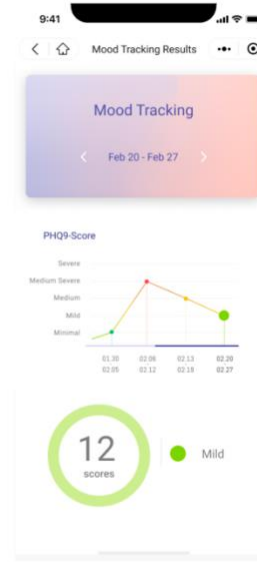 9:41
Mood Tracking Results
Mood Tracking
Feb 20 - Feb 27
PHQ9-Score
Severe
Medium Severe
Medium
Mild
Minimal
01.30 02.06 02.13 02.20
02.05 02.12 02.19 02.27
12
scores
Mild